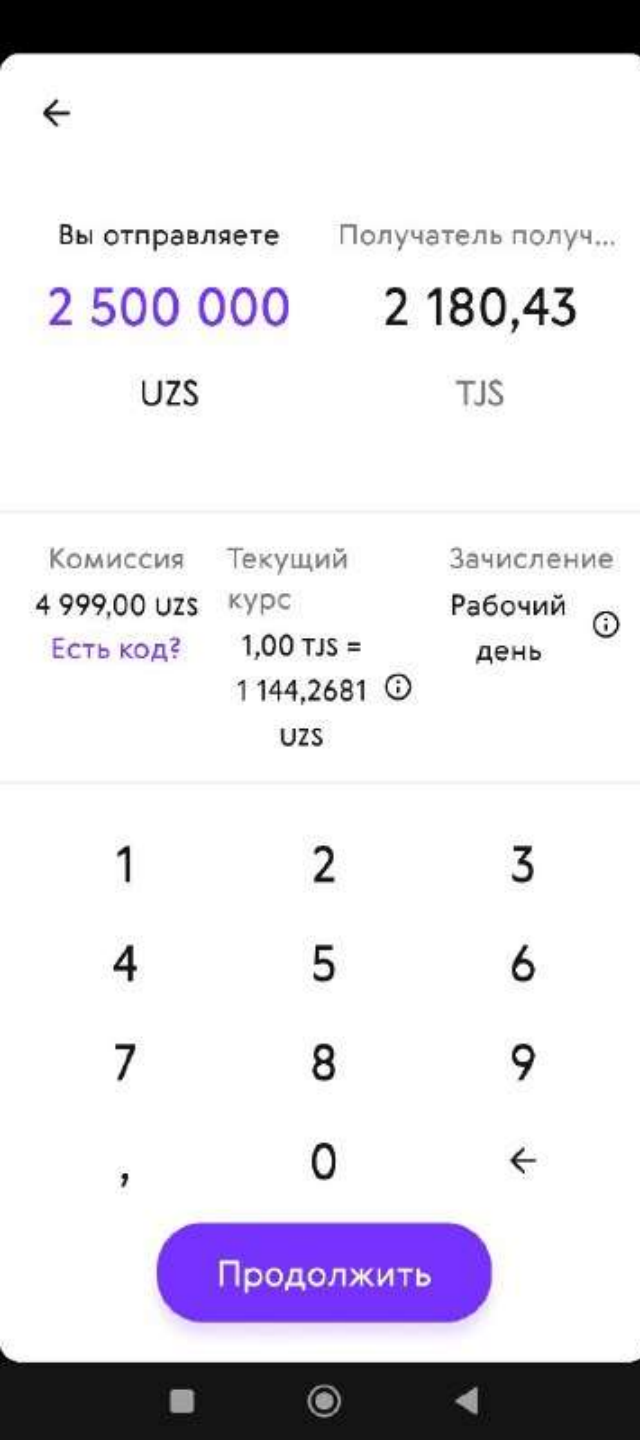 Вы отправляете
Получатель получ...
2 500 000
2 180,43
UZS
TJS
Комиссия
4 999,00 UZS
Есть код?
Текущий
курс
1,00 TJS =
1 144,2681
UZS
Зачисление
Рабочий
день
1 2 3
4 5 6
7 8 9
, 0
Продолжить